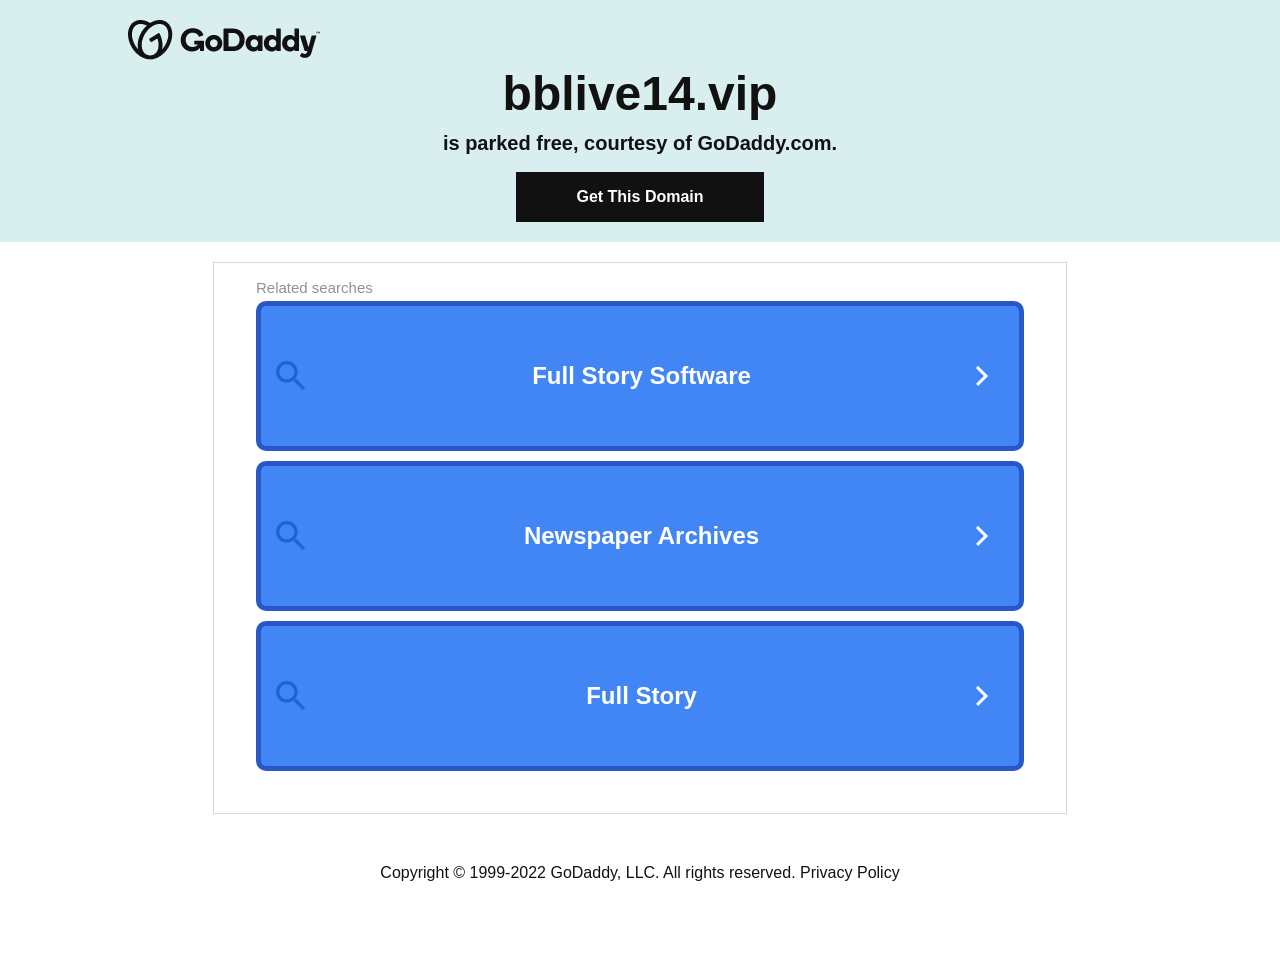 GoDaddy™
bblive14.vip
is parked free, courtesy of GoDaddy.com.
Get This Domain
Related searches
Full Story Software
Newspaper Archives
Full Story
Copyright © 1999-2022 GoDaddy, LLC. All rights reserved. Privacy Policy